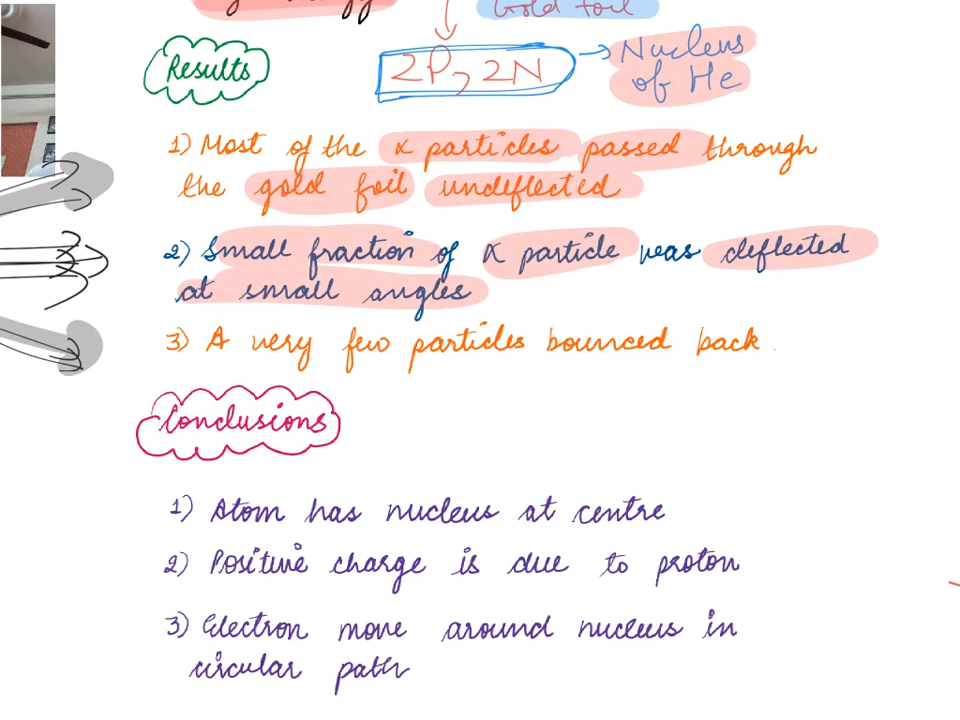 Gold foil
Results
2P, 2N
Nucleus
of He
1) Most of the α particles passed through
the gold foil undeflected
2) Small fraction of α particle was deflected
at small angles
3) A very few particles bounced back.
Conclusions
1) Atom has nucleus at centre
2) Positive charge is due to proton
3) Electron move around nucleus in
circular path